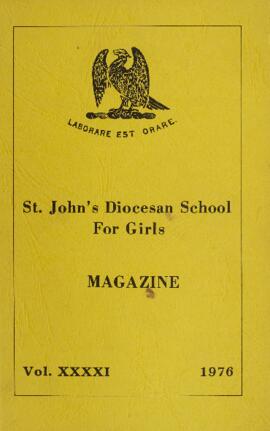 LABORARE EST ORARE.
St. John's Diocesan School
For Girls
MAGAZINE
Vol. XXXXI 1976